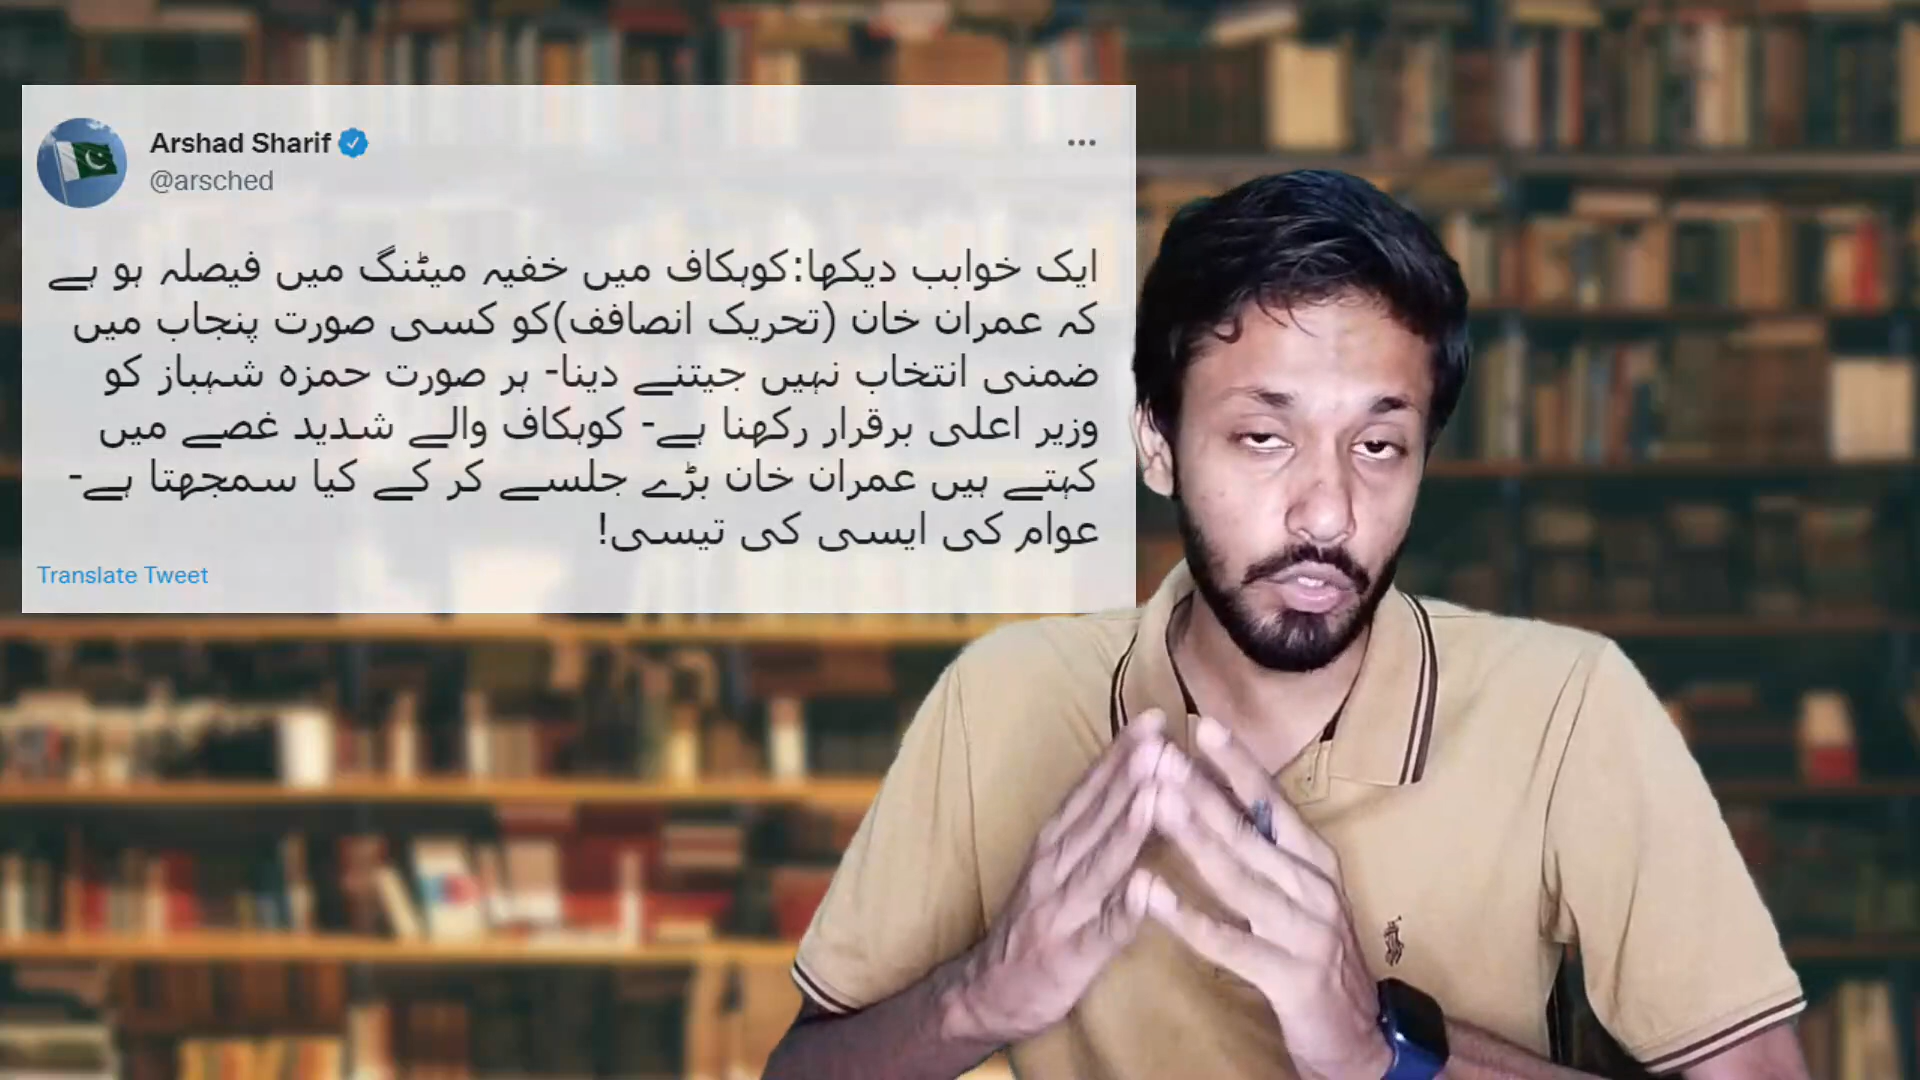 Arshad Sharif
@arsched
ایک خوابب دیکھا:کوہکاف میں خفیہ میٹنگ میں فیصلہ ہو ہے
کہ عمران خان (تحریک انصافف)کو کسی صورت پنجاب میں
ضمنی انتخاب نہیں جیتنے دینا- ہر صورت حمزہ شہباز کو
وزیر اعلی برقرار رکھنا ہے- کوہکاف والے شدید غصے میں
کہتے ہیں عمران خان بڑے جلسے کر کے کیا سمجھتا ہے-
عوام کی ایسی کی تیسی!
Translate Tweet